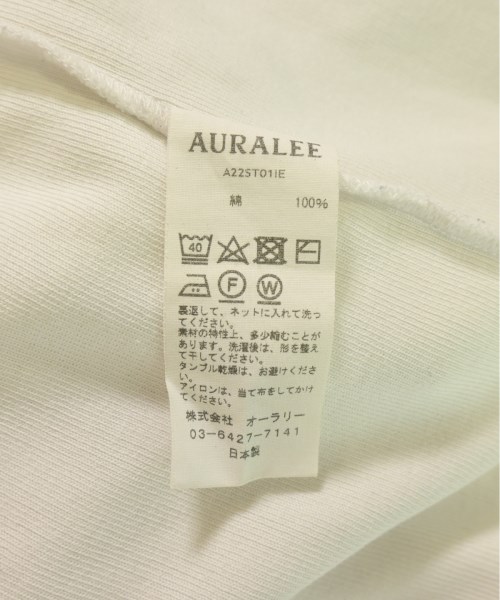 AURALEE
A22ST01IE
綿 100%
40
F W
裏返して、ネットに入れて洗っ
てください。
素材の特性上、多少縮むことが
あります。洗濯後は、形を整え
て干してください。
タンブル乾燥は、お避けくださ
い。
アイロンは、当て布をしてかけ
てください。
株式会社 オーラリー
03-6427-7141
日本製